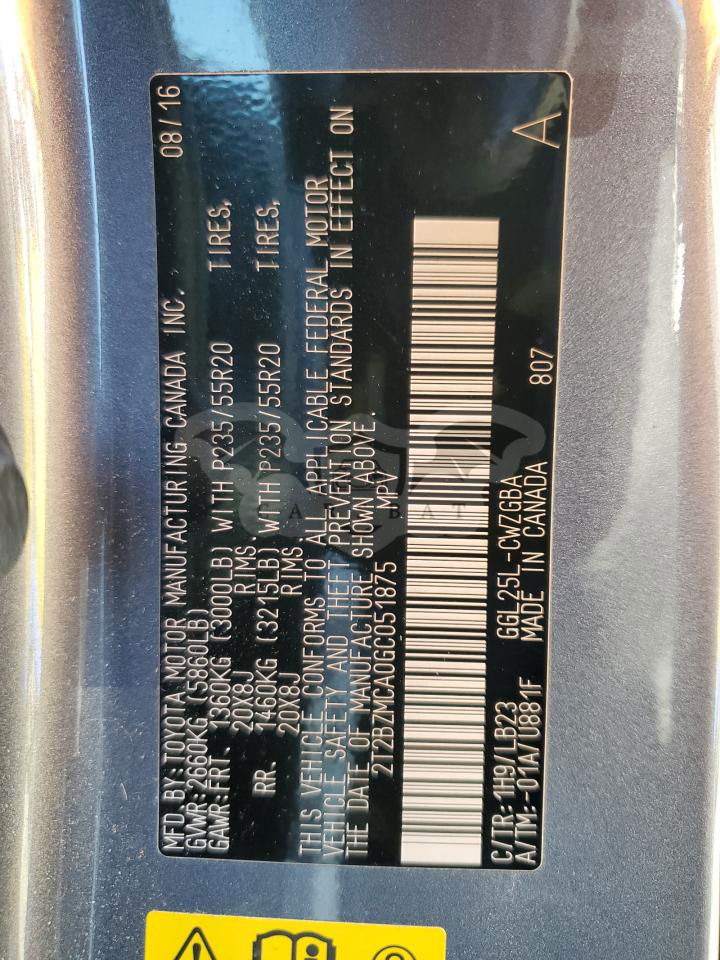 MFD BY:TOYOTA MOTOR MANUFACTURING CANADA INC. 08/16
GVWR:2660KG (5860LB)
GAWR:FRT. 1360KG (3000LB) WITH P235/55R20 TIRES,
20X8J RIMS
RR. 1460KG (3215LB) WITH P235/55R20 TIRES,
20X8J RIMS.
THIS VEHICLE CONFORMS TO ALL APPLICABLE FEDERAL MOTOR
VEHICLE SAFETY AND THEFT PREVENTION STANDARDS IN EFFECT ON
THE DATE OF MANUFACTURE SHOWN ABOVE.
2T2BZMCA0GC051875 MPV
C/TR:1H9/LB23 GGL25L-CWZGBA 807 A
A/TM:-01A/U881F MADE IN CANADA